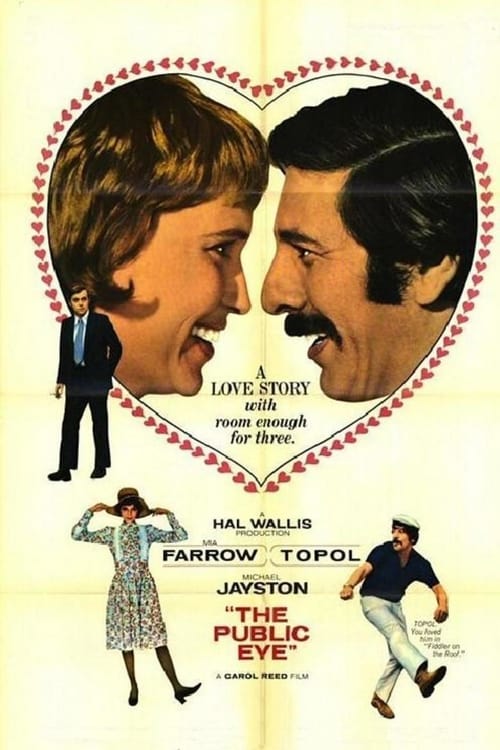 A
LOVE STORY
with
room enough
for three.
A
HAL WALLIS
PRODUCTION
MIA
FARROW TOPOL
MICHAEL
JAYSTON
"THE
PUBLIC
EYE"
A CAROL REED FILM
TOPOL.
You loved
him in
"Fiddler on
the Roof."